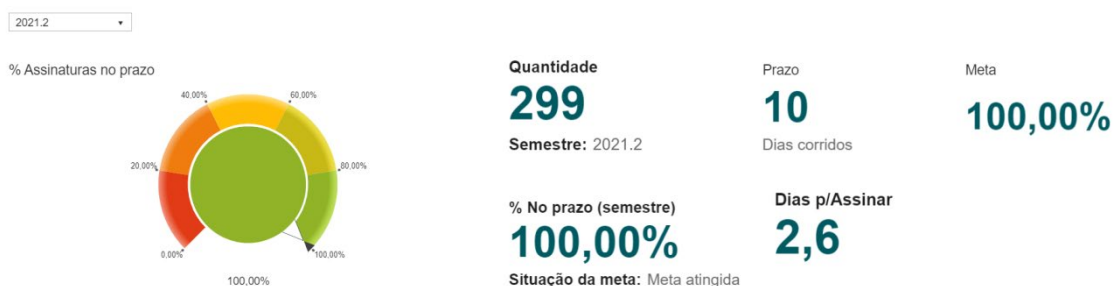 2021.2
% Assinaturas no prazo
40,00%
60,00%
20,00%
80,00%
0,00%
100,00%
100,00%
Quantidade
299
Semestre: 2021.2
Prazo
10
Dias corridos
Meta
100,00%
% No prazo (semestre)
100,00%
Situação da meta: Meta atingida
Dias p/Assinar
2,6